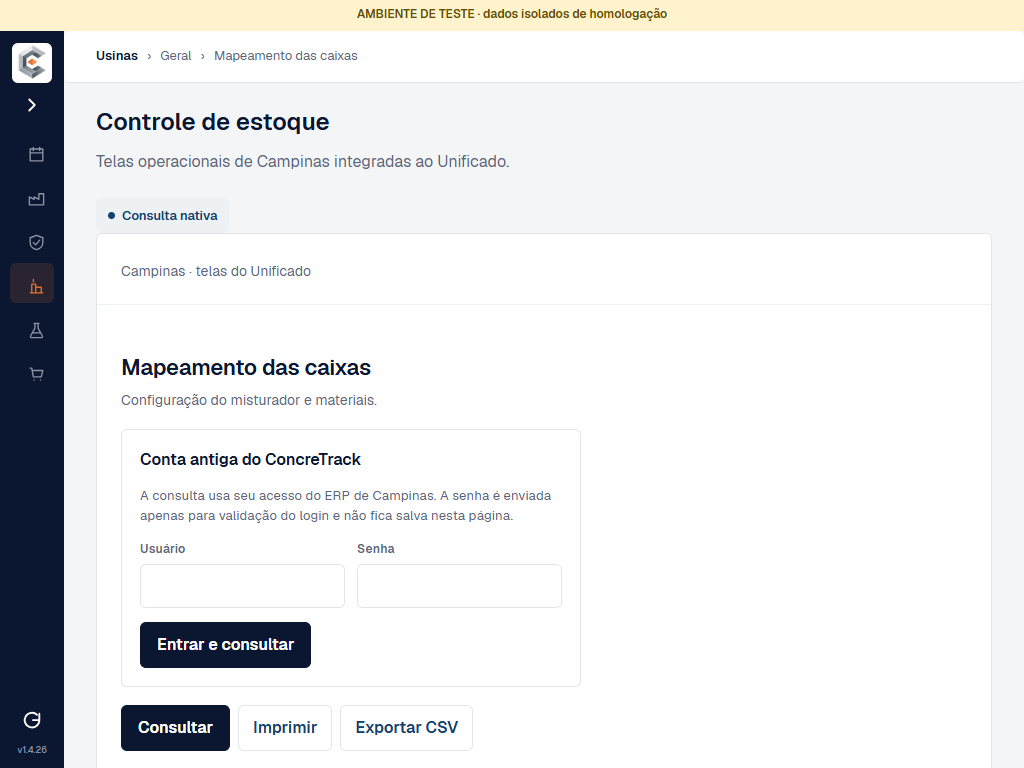 AMBIENTE DE TESTE · dados isolados de homologação
Usinas › Geral › Mapeamento das caixas
Controle de estoque
Telas operacionais de Campinas integradas ao Unificado.
Consulta nativa
Campinas · telas do Unificado
Mapeamento das caixas
Configuração do misturador e materiais.
Conta antiga do ConcreTrack
A consulta usa seu acesso do ERP de Campinas. A senha é enviada
apenas para validação do login e não fica salva nesta página.
Usuário Senha
Entrar e consultar
Consultar Imprimir Exportar CSV
v1.4.26